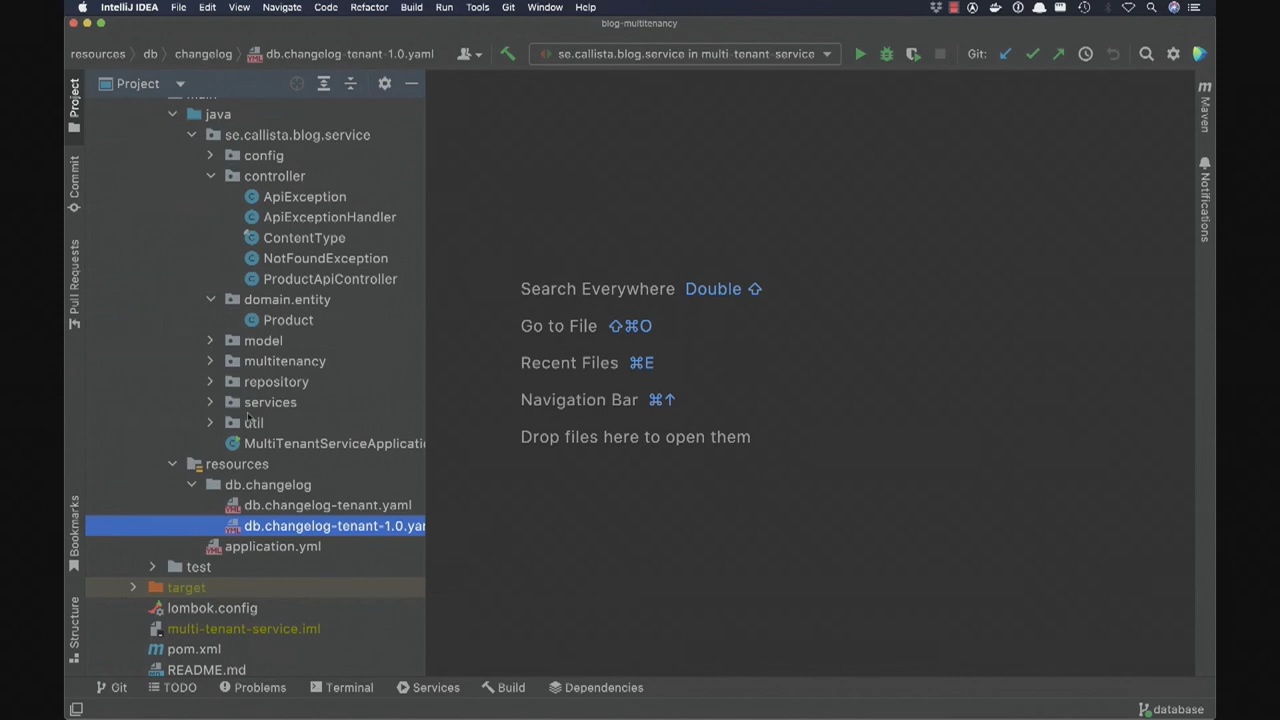 IntelliJ IDEA File Edit View Navigate Code Refactor Build Run Tools Git Window Help
blog-multitenancy
resources db changelog db.changelog-tenant-1.0.yaml se.callista.blog.service in multi-tenant-service Git:
Project
Project
Commit
Pull Requests
Bookmarks
Structure
java
se.callista.blog.service
config
controller
ApiException
ApiExceptionHandler
ContentType
NotFoundException
ProductApiController
domain.entity
Product
model
multitenancy
repository
services
util
MultiTenantServiceApplicatio
resources
db.changelog
db.changelog-tenant.yaml
db.changelog-tenant-1.0.yar
application.yml
test
target
lombok.config
multi-tenant-service.iml
pom.xml
README.md
Search Everywhere Double ⇧
Go to File ⇧⌘O
Recent Files ⌘E
Navigation Bar ⌘↑
Drop files here to open them
m
Maven
Notifications
Git TODO Problems Terminal Services Build Dependencies
database